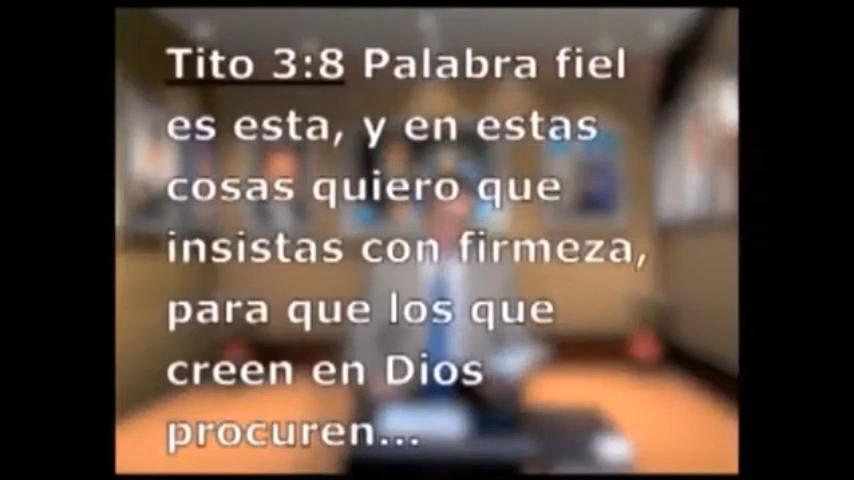 Tito 3:8 Palabra fiel
es esta, y en estas
cosas quiero que
insistas con firmeza,
para que los que
creen en Dios
procuren...